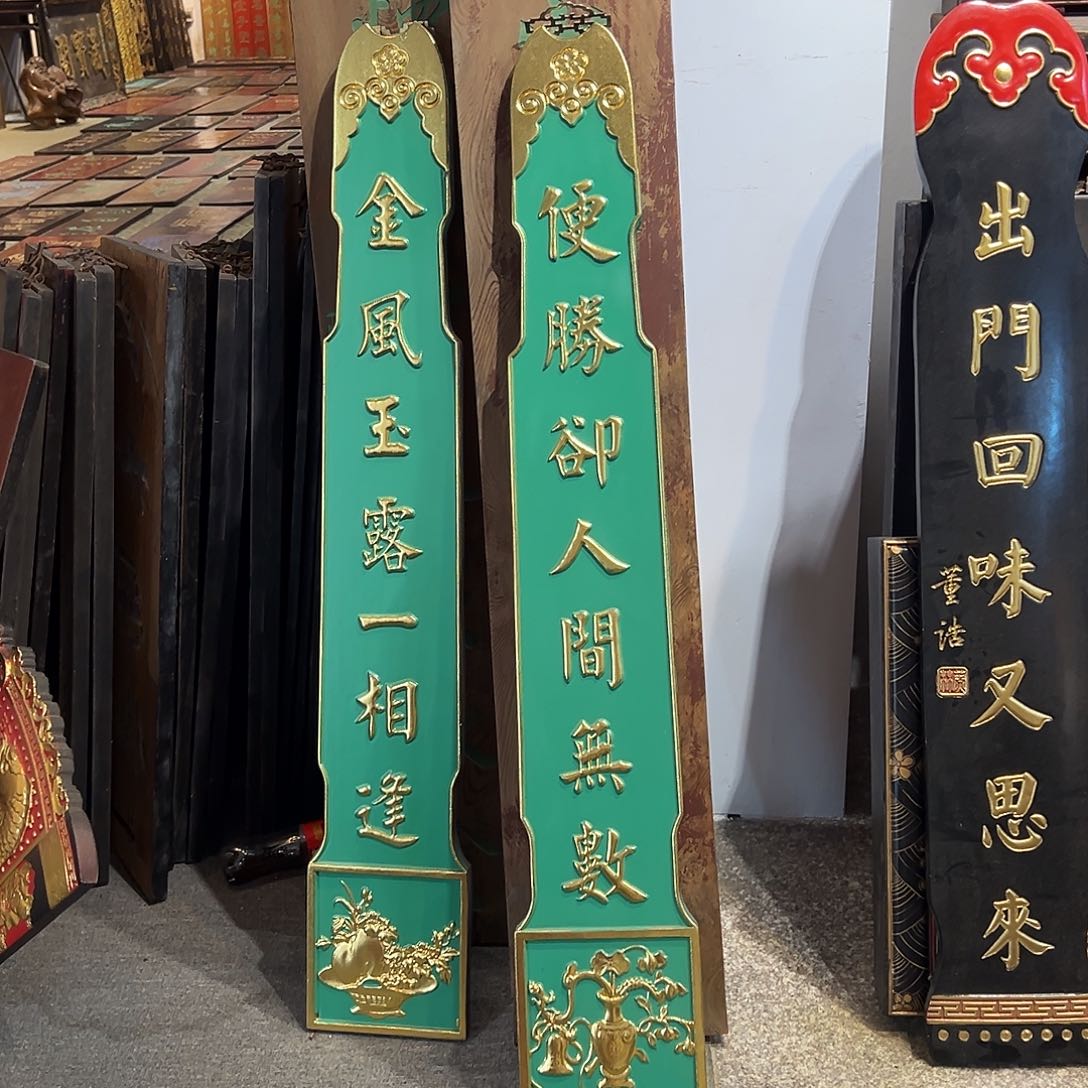 金風玉露一相逢
便勝卻人間無數
出門回味又思來
董誥